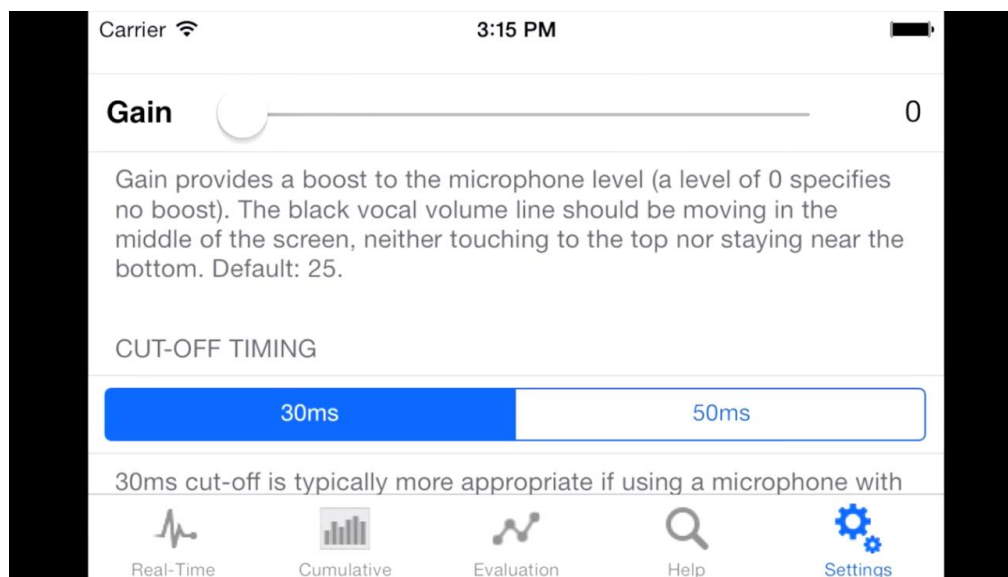 Carrier 3:15 PM
Gain 0
Gain provides a boost to the microphone level (a level of 0 specifies
no boost). The black vocal volume line should be moving in the
middle of the screen, neither touching to the top nor staying near the
bottom. Default: 25.
CUT-OFF TIMING
30ms 50ms
30ms cut-off is typically more appropriate if using a microphone with
Real-Time Cumulative Evaluation Help Settings